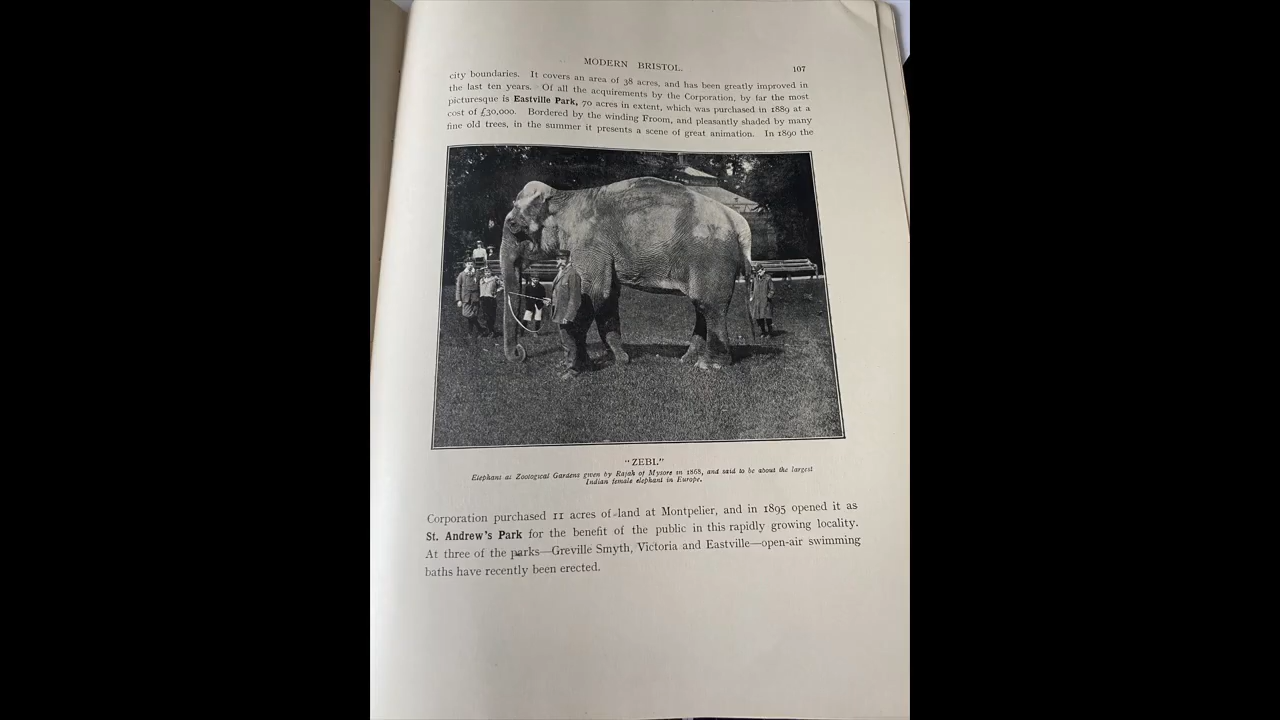 MODERN BRISTOL.
107
city boundaries. It covers an area of 38 acres, and has been greatly improved in
the last ten years. Of all the acquirements by the Corporation, by far the most
picturesque is Eastville Park, 70 acres in extent, which was purchased in 1889 at a
cost of £30,000. Bordered by the winding Froom, and pleasantly shaded by many
fine old trees, in the summer it presents a scene of great animation. In 1890 the
"ZEBI."
Elephant at Zoological Gardens given by Rajah of Mysore in 1868, and said to be about the largest
Indian female elephant in Europe.
Corporation purchased 11 acres of land at Montpelier, and in 1895 opened it as
St. Andrew's Park for the benefit of the public in this rapidly growing locality.
At three of the parks—Greville Smyth, Victoria and Eastville—open-air swimming
baths have recently been erected.